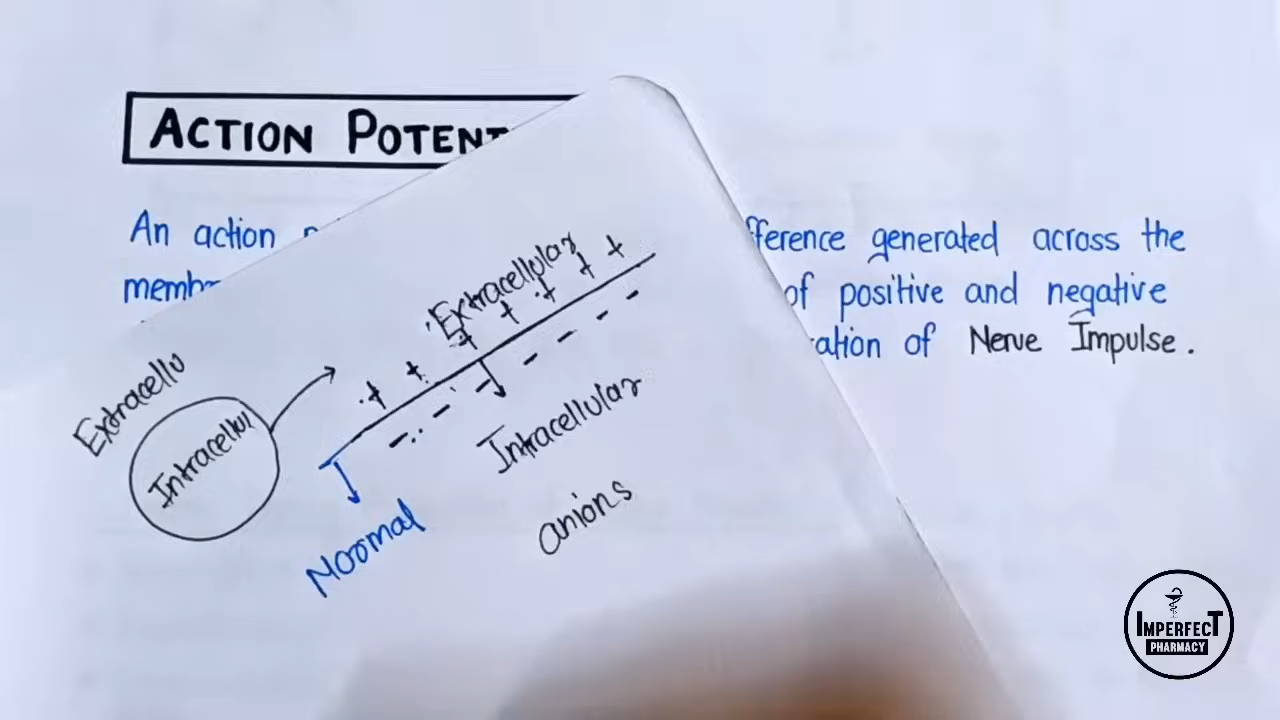 ACTION POTENT
An action
fference generated across the
memb
of positive and negative
ation of Nerve Impulse.
Extracellu
Intracellul
Extracellular
+ + + + + + +
- - - - - - -
Intracellular
anions
Normal
IMPERFECT
PHARMACY